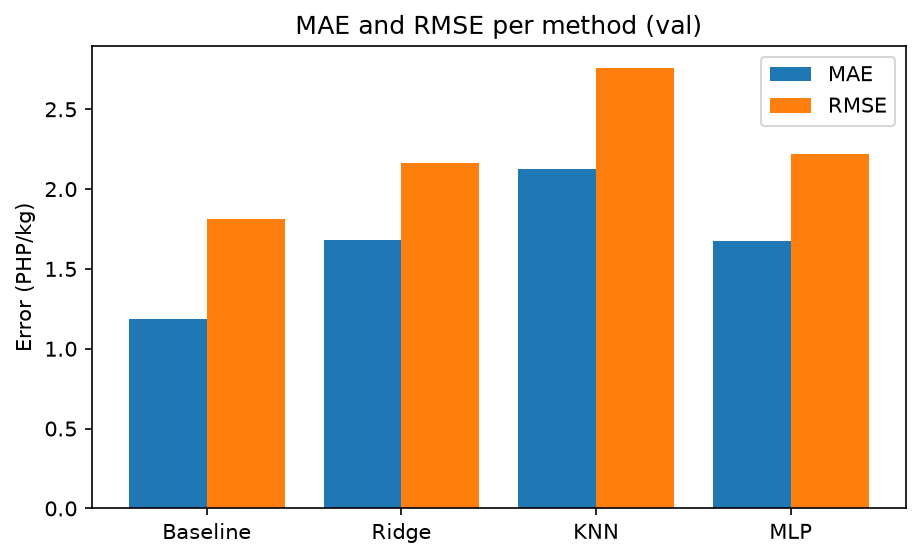 MAE and RMSE per method (val)
MAE
RMSE
Error (PHP/kg)
2.5
2.0
1.5
1.0
0.5
0.0
Baseline Ridge KNN MLP